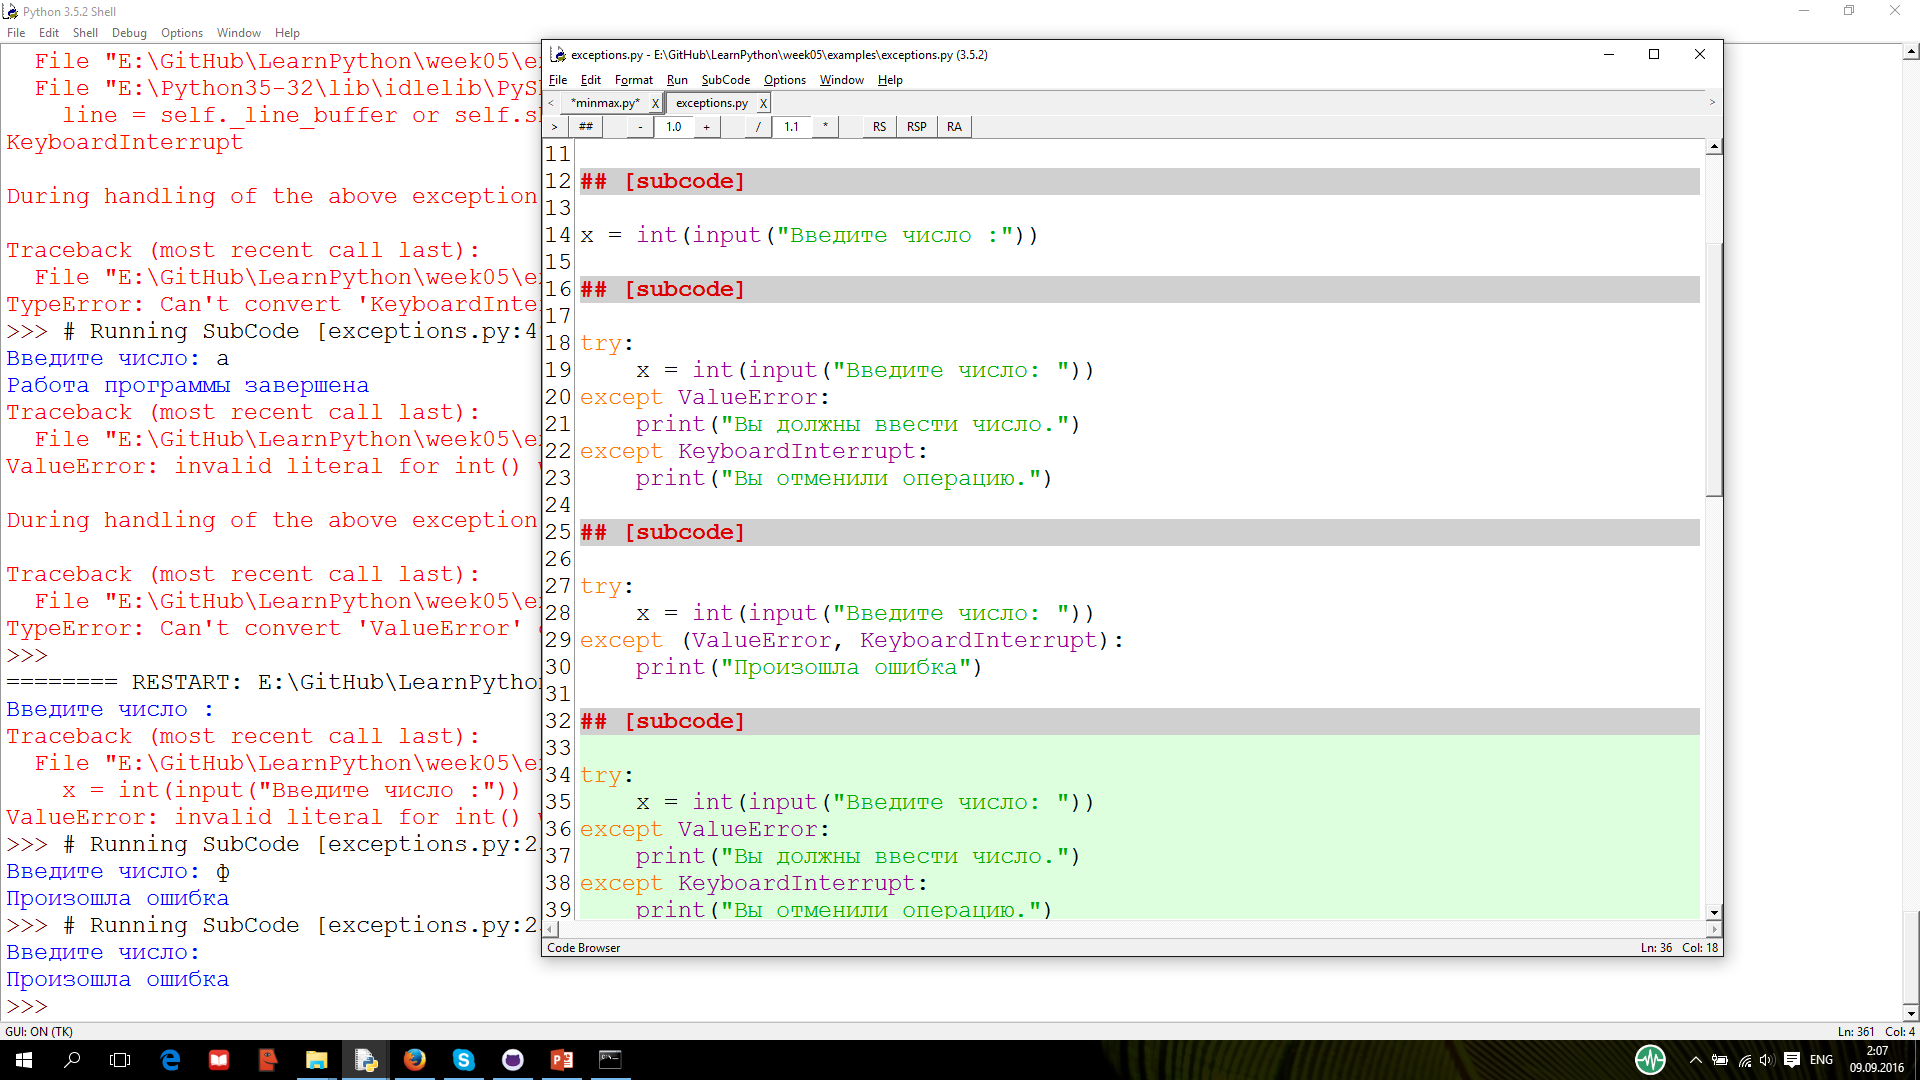 Python 3.5.2 Shell
File Edit Shell Debug Options Window Help
File "E:\GitHub\LearnPython\week05\ex
File "E:\Python35-32\lib\idlelib\PySh
line = self._line_buffer or self.sh
KeyboardInterrupt
During handling of the above exception
Traceback (most recent call last):
File "E:\GitHub\LearnPython\week05\ex
TypeError: Can't convert 'KeyboardInter
>>> # Running SubCode [exceptions.py:4
Введите число: a
Работа программы завершена
Traceback (most recent call last):
File "E:\GitHub\LearnPython\week05\ex
ValueError: invalid literal for int() w
During handling of the above exception
Traceback (most recent call last):
File "E:\GitHub\LearnPython\week05\ex
TypeError: Can't convert 'ValueError' o
>>>
======== RESTART: E:\GitHub\LearnPython
Введите число :
Traceback (most recent call last):
File "E:\GitHub\LearnPython\week05\ex
x = int(input("Введите число :"))
ValueError: invalid literal for int() w
>>> # Running SubCode [exceptions.py:2
Введите число: ф
Произошла ошибка
>>> # Running SubCode [exceptions.py:2
Введите число:
Произошла ошибка
>>>
GUI: ON (TK)
Ln: 361 Col: 4
exceptions.py - E:\GitHub\LearnPython\week05\examples\exceptions.py (3.5.2)
File Edit Format Run SubCode Options Window Help
< *minmax.py* X exceptions.py X >
> ## - 1.0 + / 1.1 * RS RSP RA
11
12 ## [subcode]
13
14 x = int(input("Введите число :"))
15
16 ## [subcode]
17
18 try:
19 x = int(input("Введите число: "))
20 except ValueError:
21 print("Вы должны ввести число.")
22 except KeyboardInterrupt:
23 print("Вы отменили операцию.")
24
25 ## [subcode]
26
27 try:
28 x = int(input("Введите число: "))
29 except (ValueError, KeyboardInterrupt):
30 print("Произошла ошибка")
31
32 ## [subcode]
33
34 try:
35 x = int(input("Введите число: "))
36 except ValueError:
37 print("Вы должны ввести число.")
38 except KeyboardInterrupt:
39 print("Вы отменили операцию.")
Code Browser
Ln: 36 Col: 18
ENG
2:07
09.09.2016